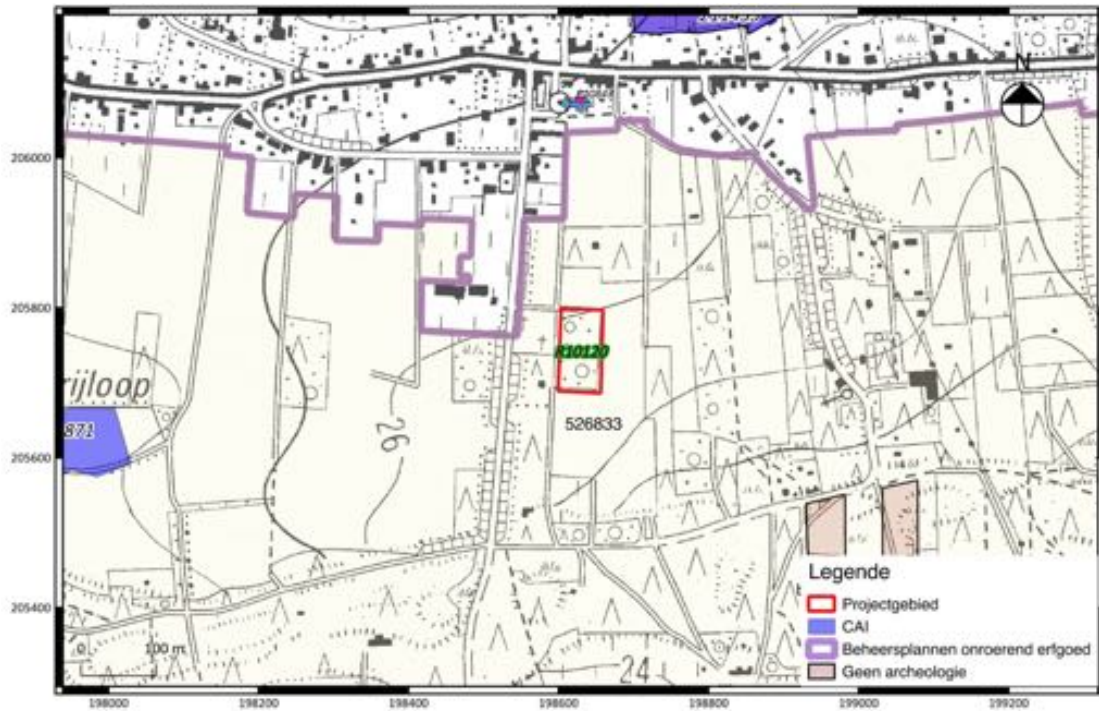 N
206000
205800
R10120
rijloop
526833
871
26
205600
Legende
Projectgebied
CAI
Beheersplannen onroerend erfgoed
Geen archeologie
205400
0 100 m
24
198000 198200 198400 198600 198800 199000 199200